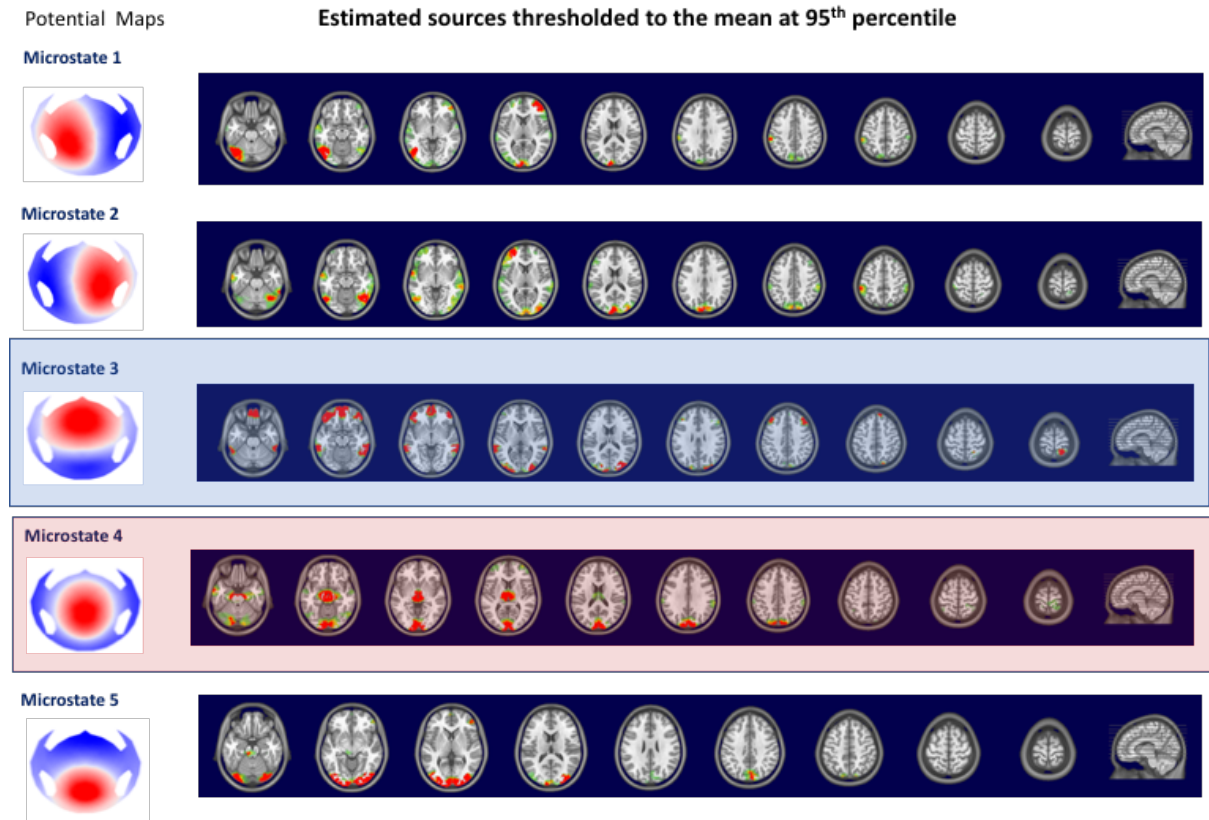 Potential Maps
Estimated sources thresholded to the mean at 95th percentile
Microstate 1
Microstate 2
Microstate 3
Microstate 4
Microstate 5